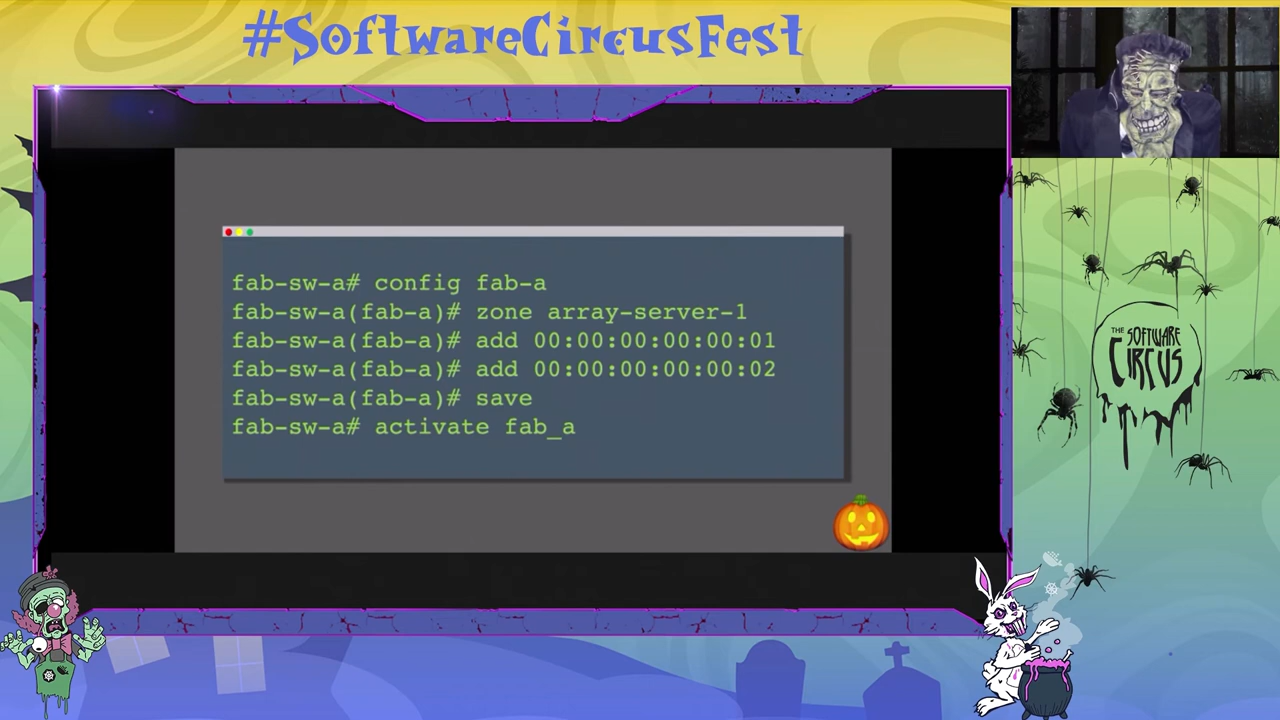 #SoftwareCircusFest
fab-sw-a# config fab-a
fab-sw-a(fab-a)# zone array-server-1
fab-sw-a(fab-a)# add 00:00:00:00:00:01
fab-sw-a(fab-a)# add 00:00:00:00:00:02
fab-sw-a(fab-a)# save
fab-sw-a# activate fab_a
THE SOFTWARE
CIRCUS